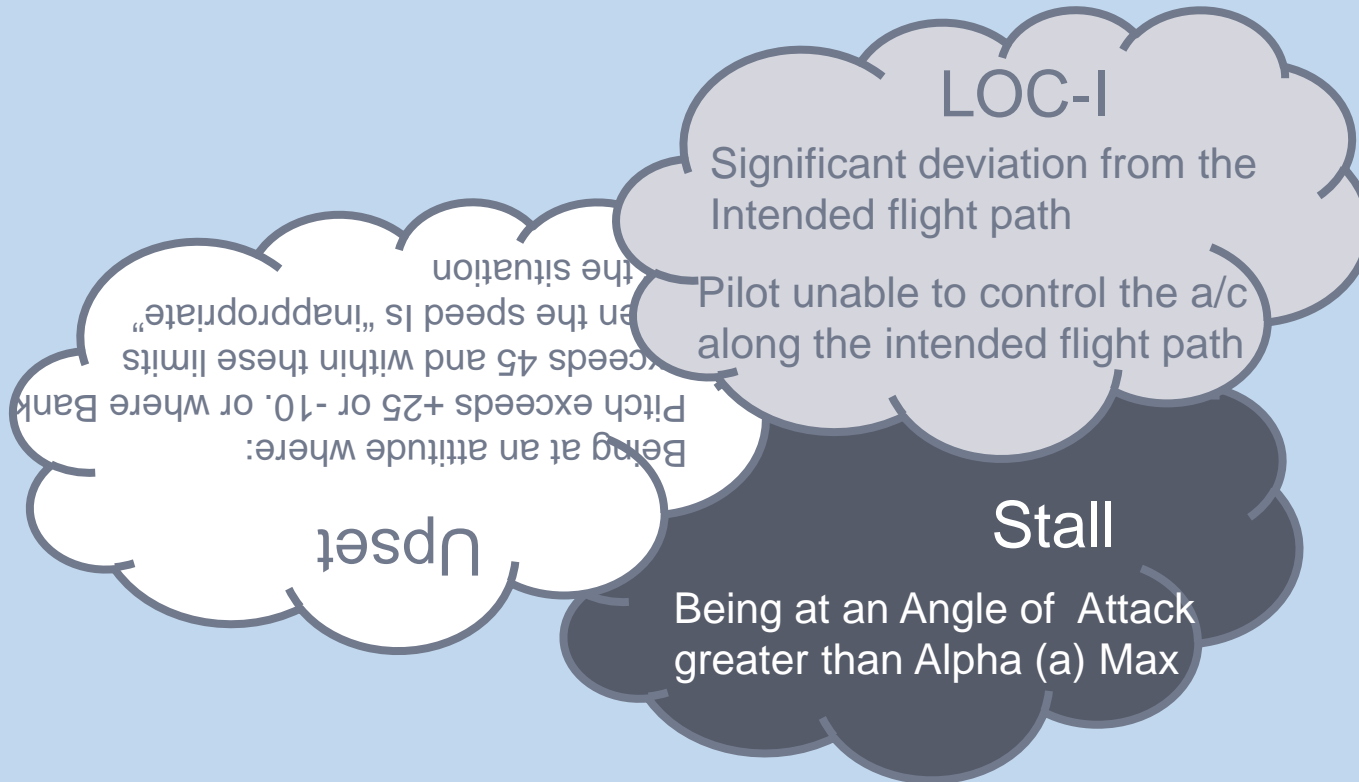 LOC-I
Significant deviation from the
Intended flight path
Pilot unable to control the a/c
along the intended flight path
Upset
Being at an attitude where:
Pitch exceeds +25 or -10. or where Bank
xceeds 45 and within these limits
en the speed Is "inappropriate"
the situation
Stall
Being at an Angle of Attack
greater than Alpha (a) Max